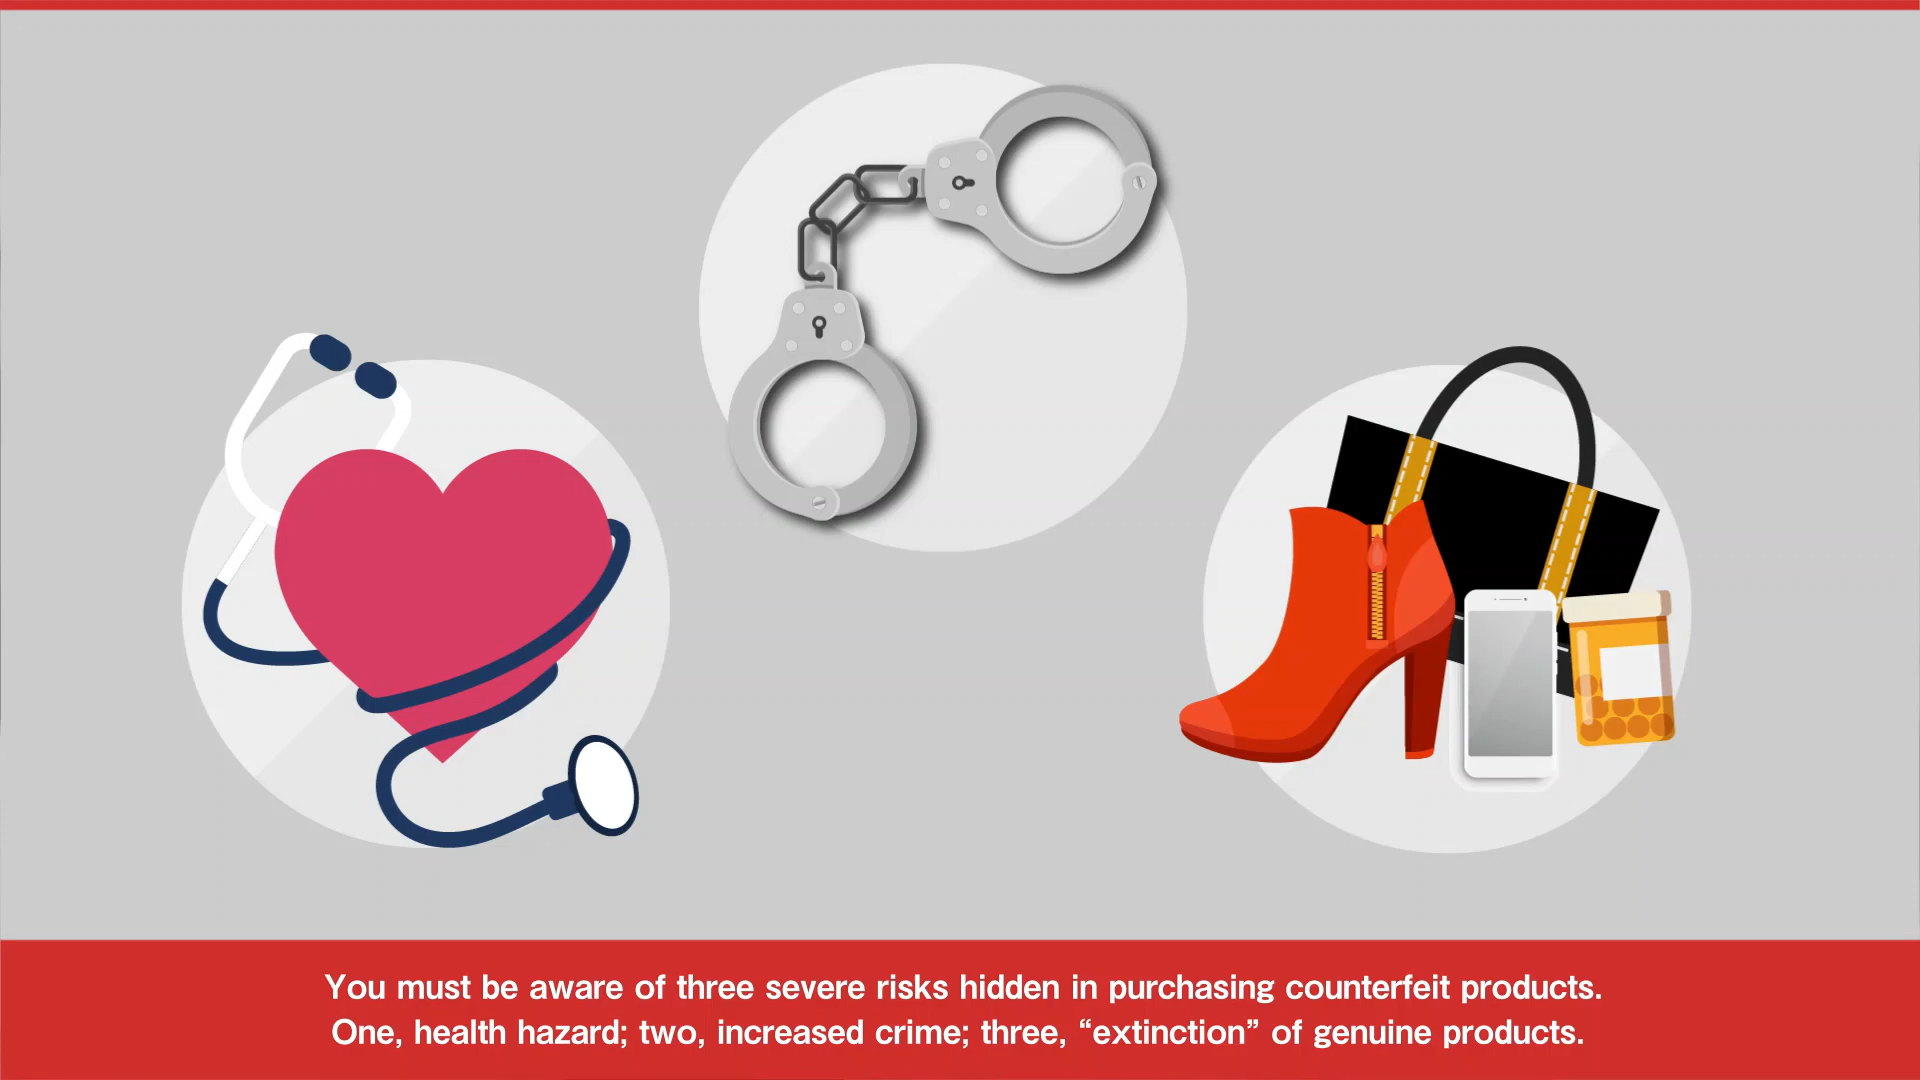 You must be aware of three severe risks hidden in purchasing counterfeit products.
One, health hazard; two, increased crime; three, “extinction” of genuine products.